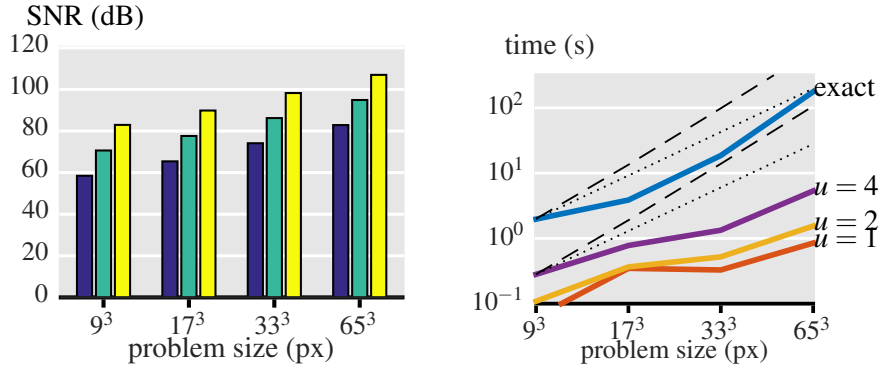 SNR (dB)
120
100
80
60
40
20
0
9³ 17³ 33³ 65³
problem size (px)
time (s)
10²
10¹
10⁰
10⁻¹
exact
u = 4
u = 2
u = 1
9³ 17³ 33³ 65³
problem size (px)